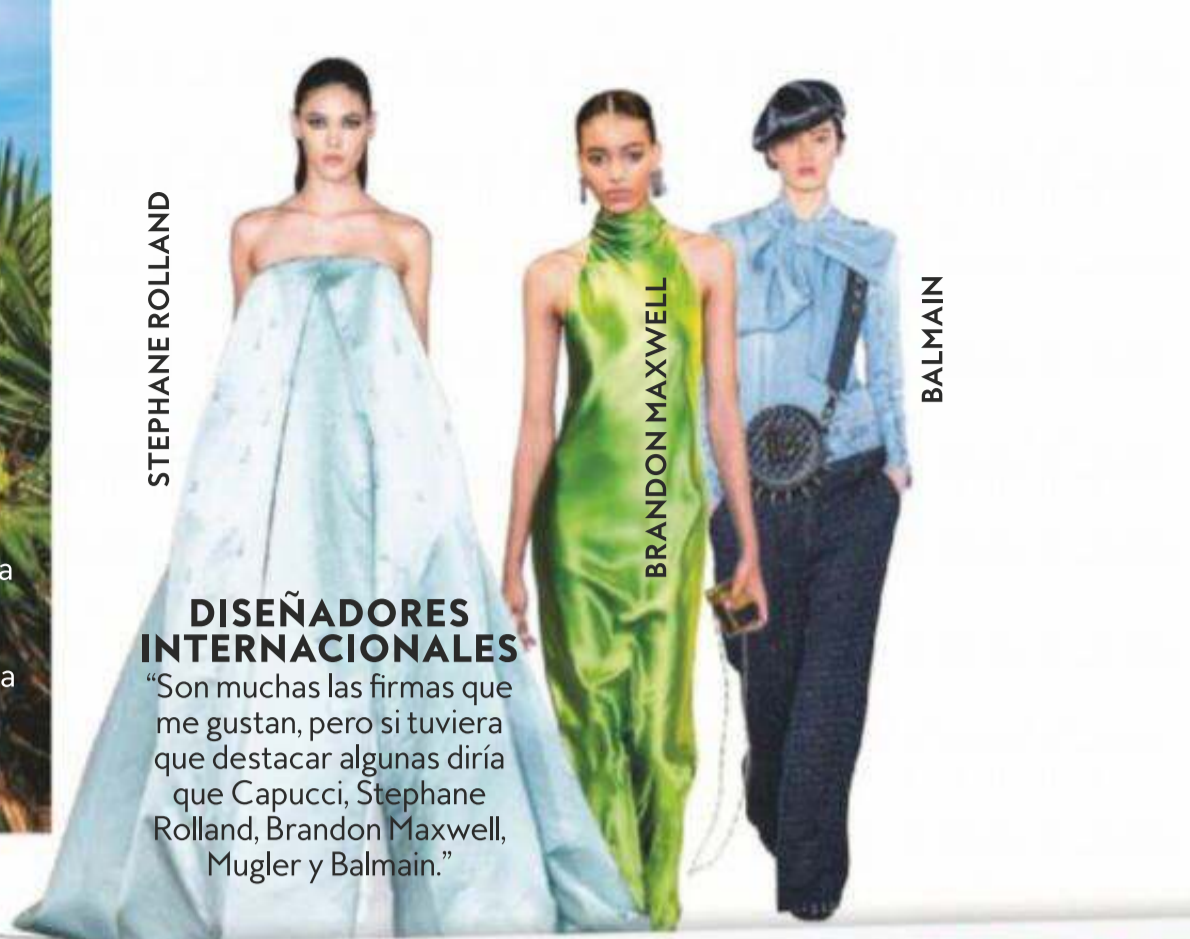 STEPHANE ROLLAND
BRANDON MAXWELL
BALMAIN
a
a
DISEÑADORES
INTERNACIONALES
“Son muchas las firmas que
me gustan, pero si tuviera
que destacar algunas diría
que Capucci, Stephane
Rolland, Brandon Maxwell,
Mugler y Balmain.”